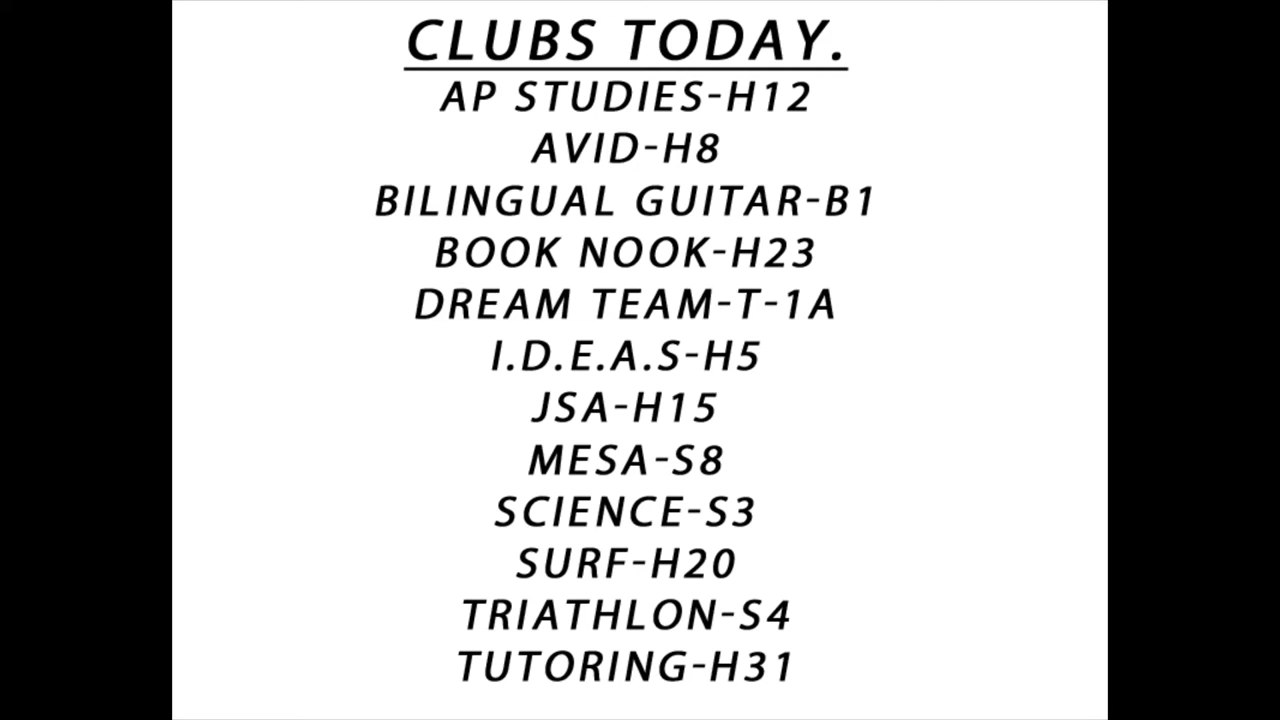 CLUBS TODAY.
AP STUDIES-H12
AVID-H8
BILINGUAL GUITAR-B1
BOOK NOOK-H23
DREAM TEAM-T-1A
I.D.E.A.S-H5
JSA-H15
MESA-S8
SCIENCE-S3
SURF-H20
TRIATHLON-S4
TUTORING-H31